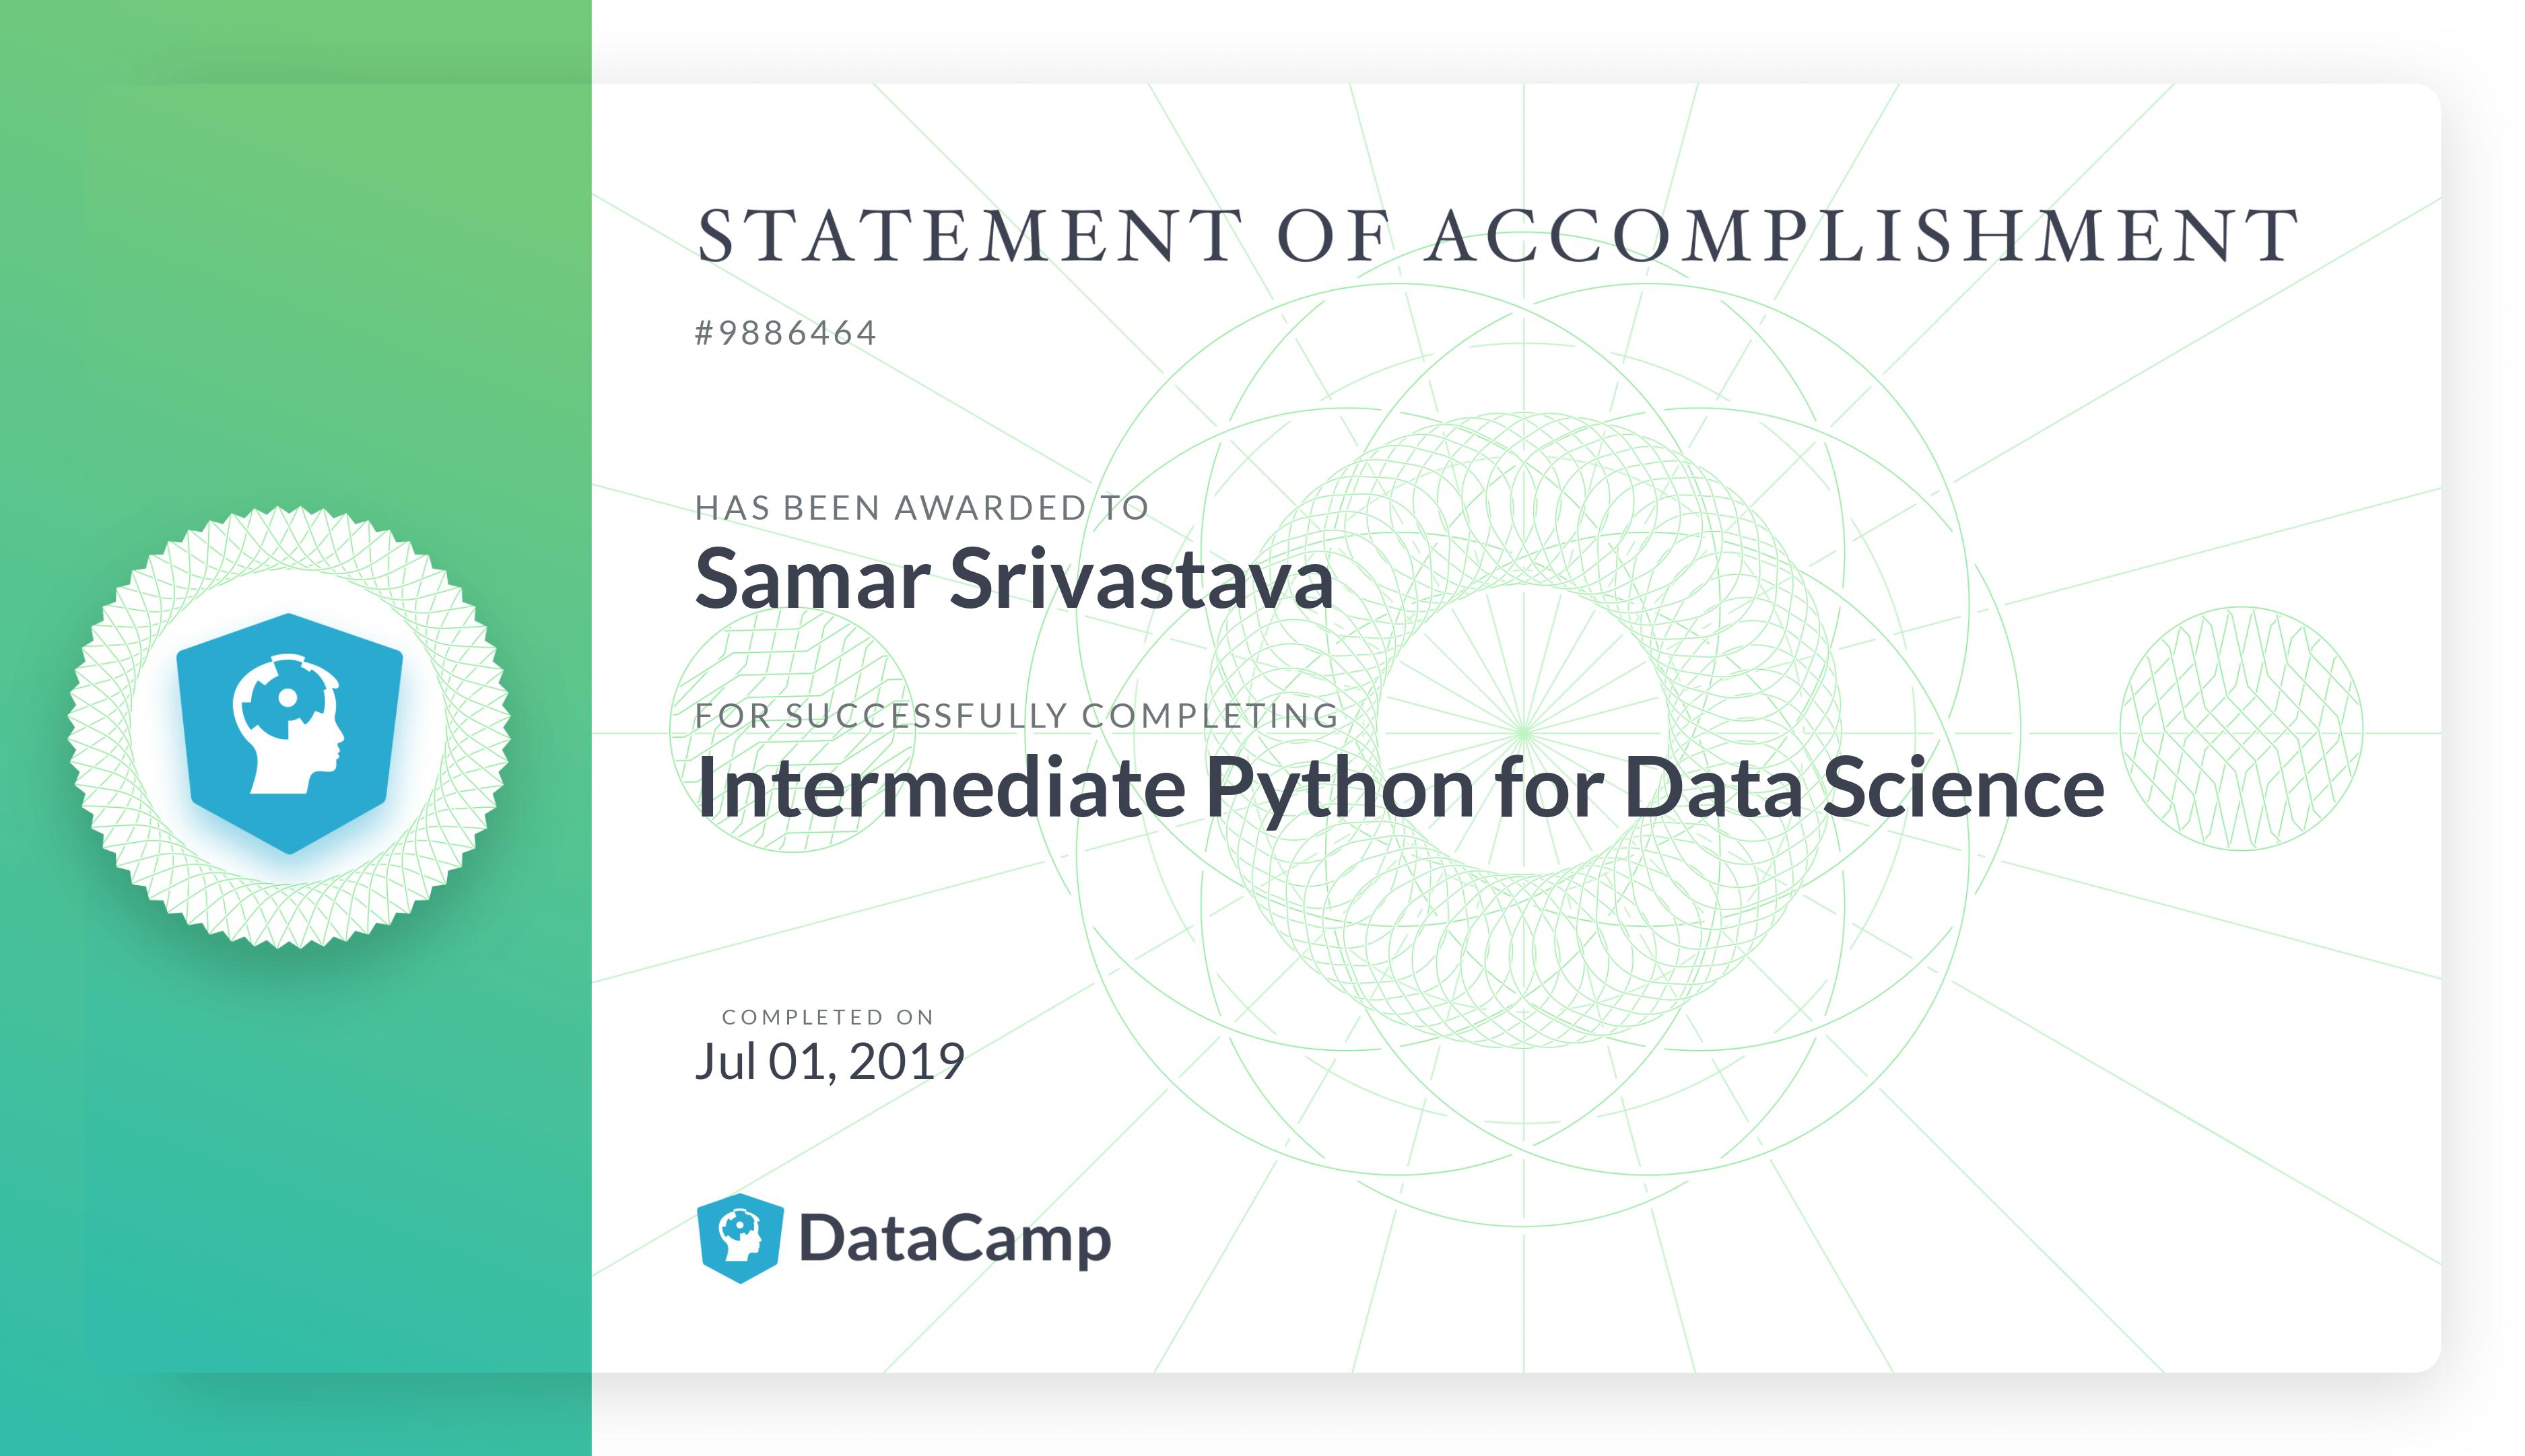 STATEMENT OF ACCOMPLISHMENT
#9886464
HAS BEEN AWARDED TO
Samar Srivastava
FOR SUCCESSFULLY COMPLETING
Intermediate Python for Data Science
COMPLETED ON
Jul 01, 2019
DataCamp